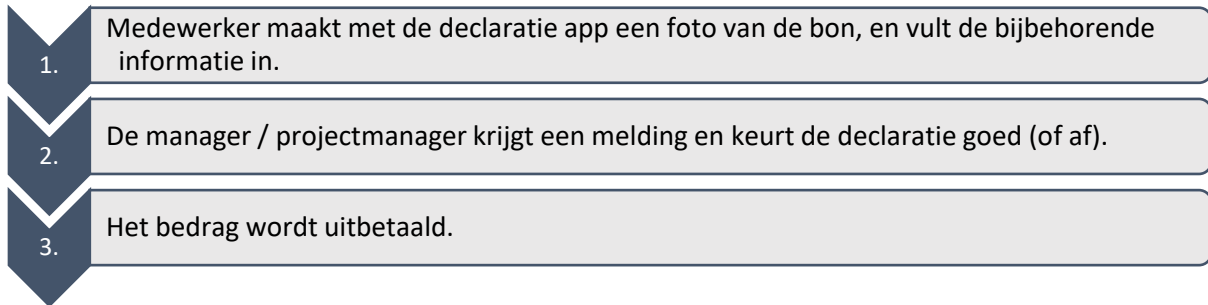 1.
Medewerker maakt met de declaratie app een foto van de bon, en vult de bijbehorende
informatie in.
2.
De manager / projectmanager krijgt een melding en keurt de declaratie goed (of af).
3.
Het bedrag wordt uitbetaald.